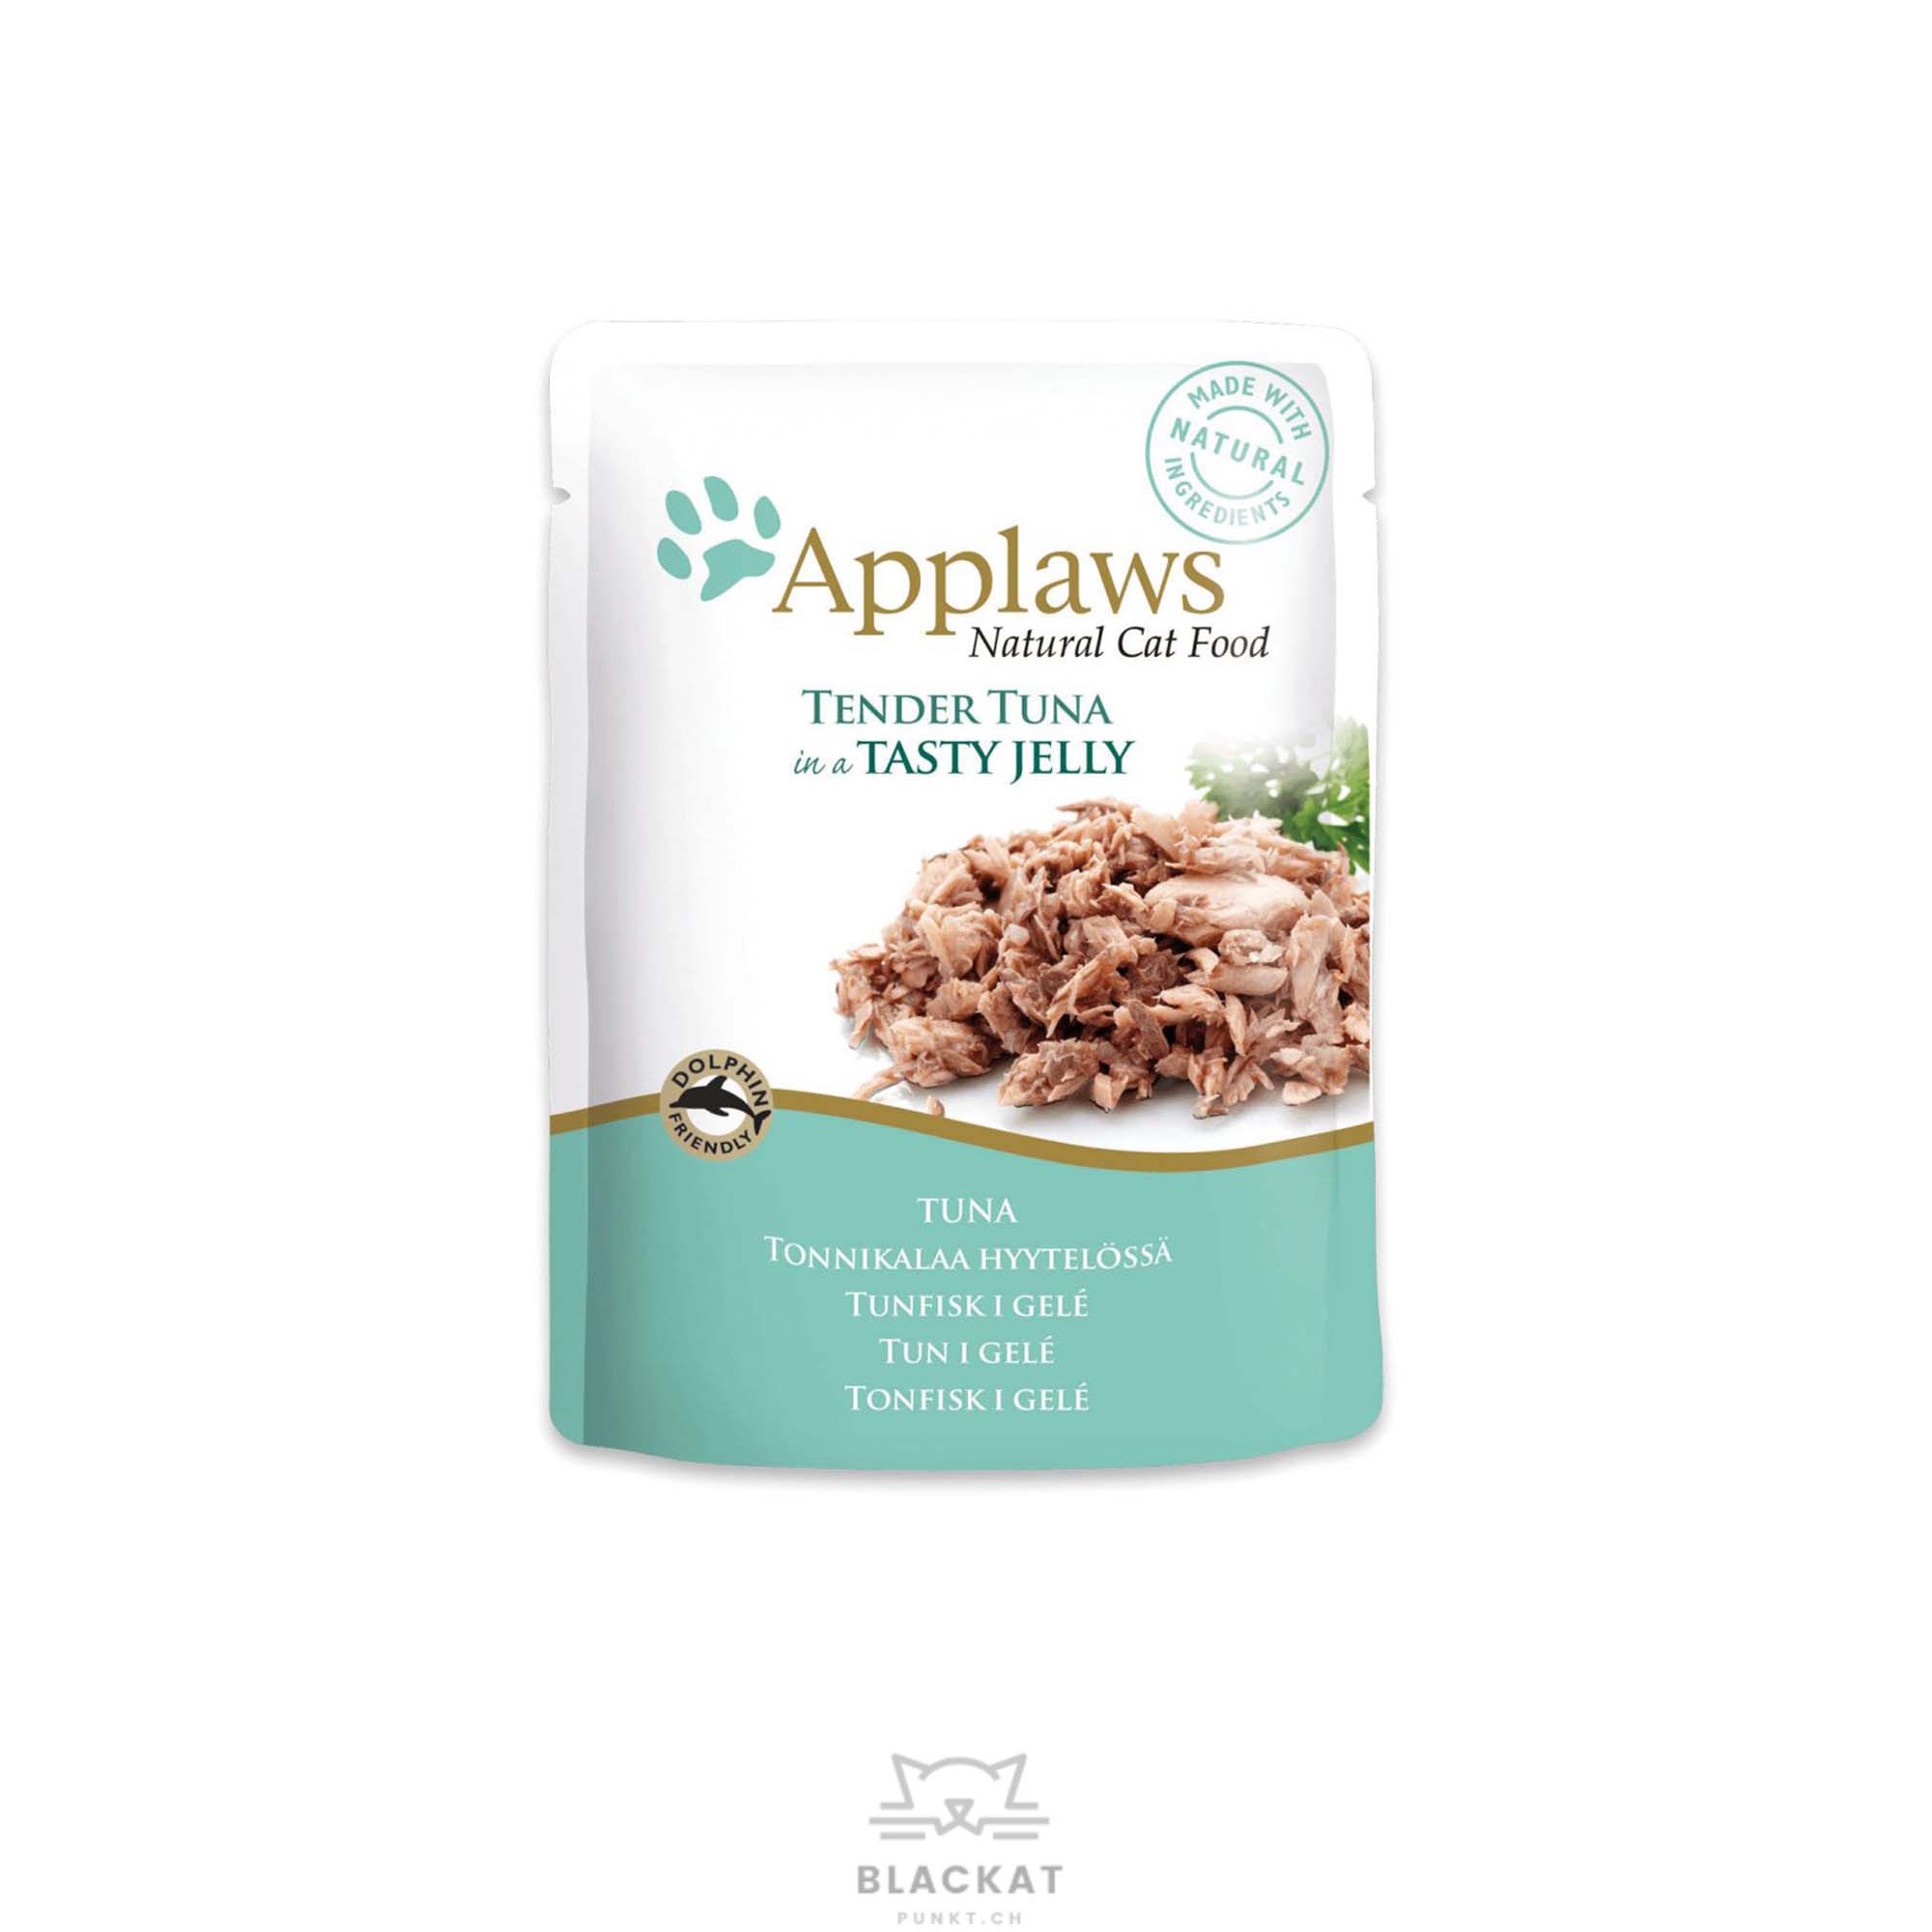 MADE WITH
NATURAL
INGREDIENTS
Applaws
Natural Cat Food
TENDER TUNA
in a TASTY JELLY
DOLPHIN
FRIENDLY
TUNA
TONNIKALAA HYYTELÖSSÄ
TUNFISK I GELÉ
TUN I GELÉ
TONFISK I GELÉ
BLACKAT
PUNKT.CH